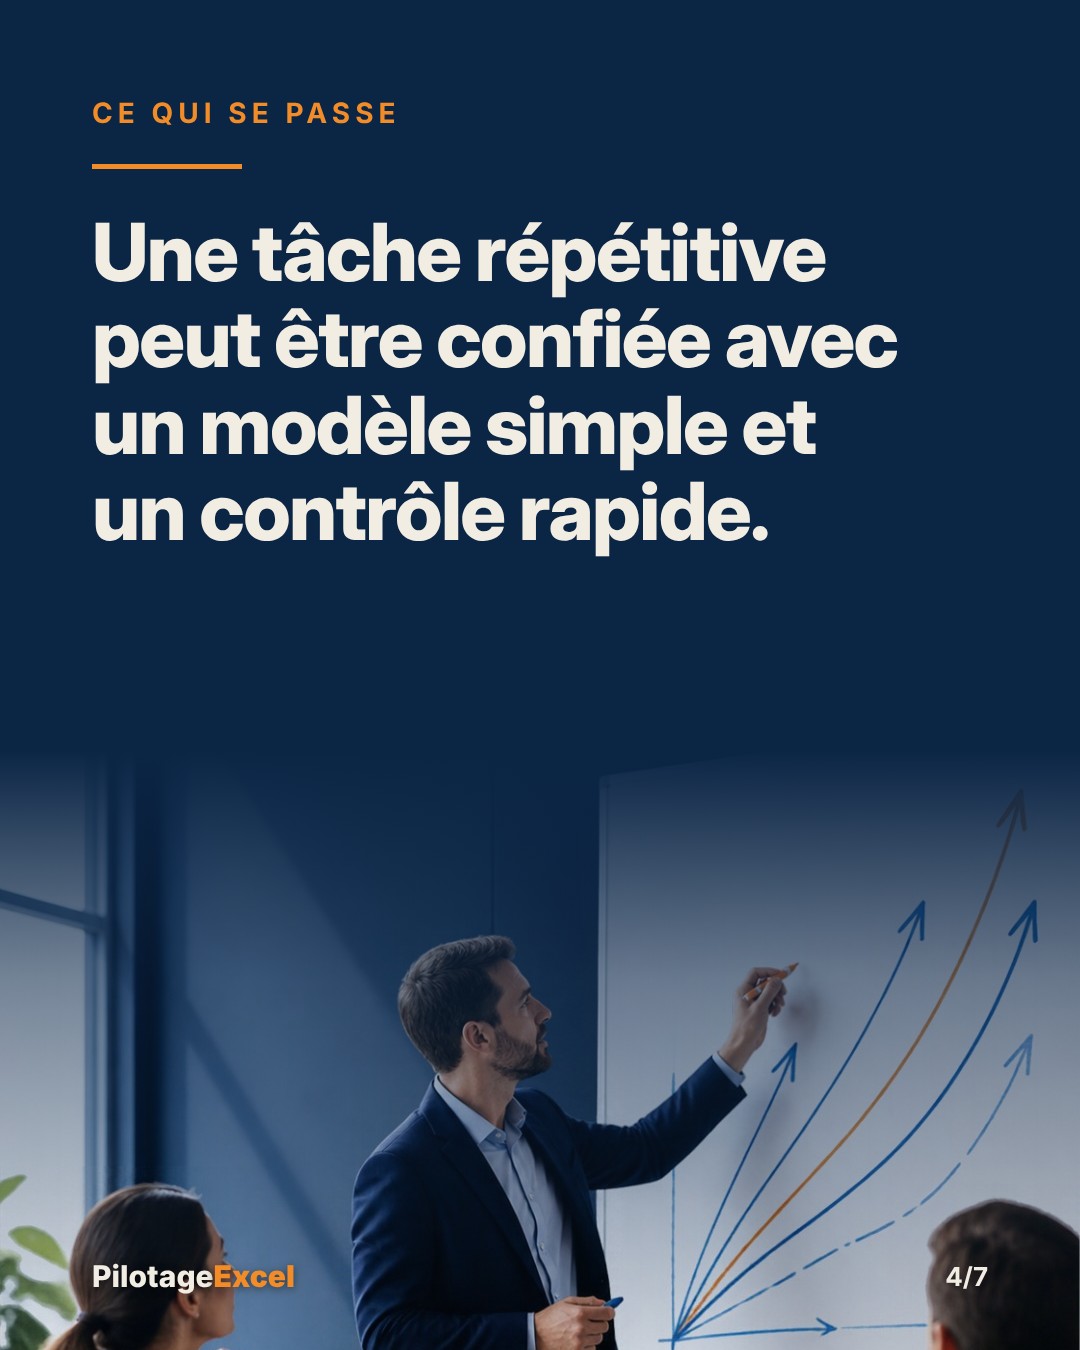 CE QUI SE PASSE
Une tâche répétitive
peut être confiée avec
un modèle simple et
un contrôle rapide.
PilotageExcel
4/7